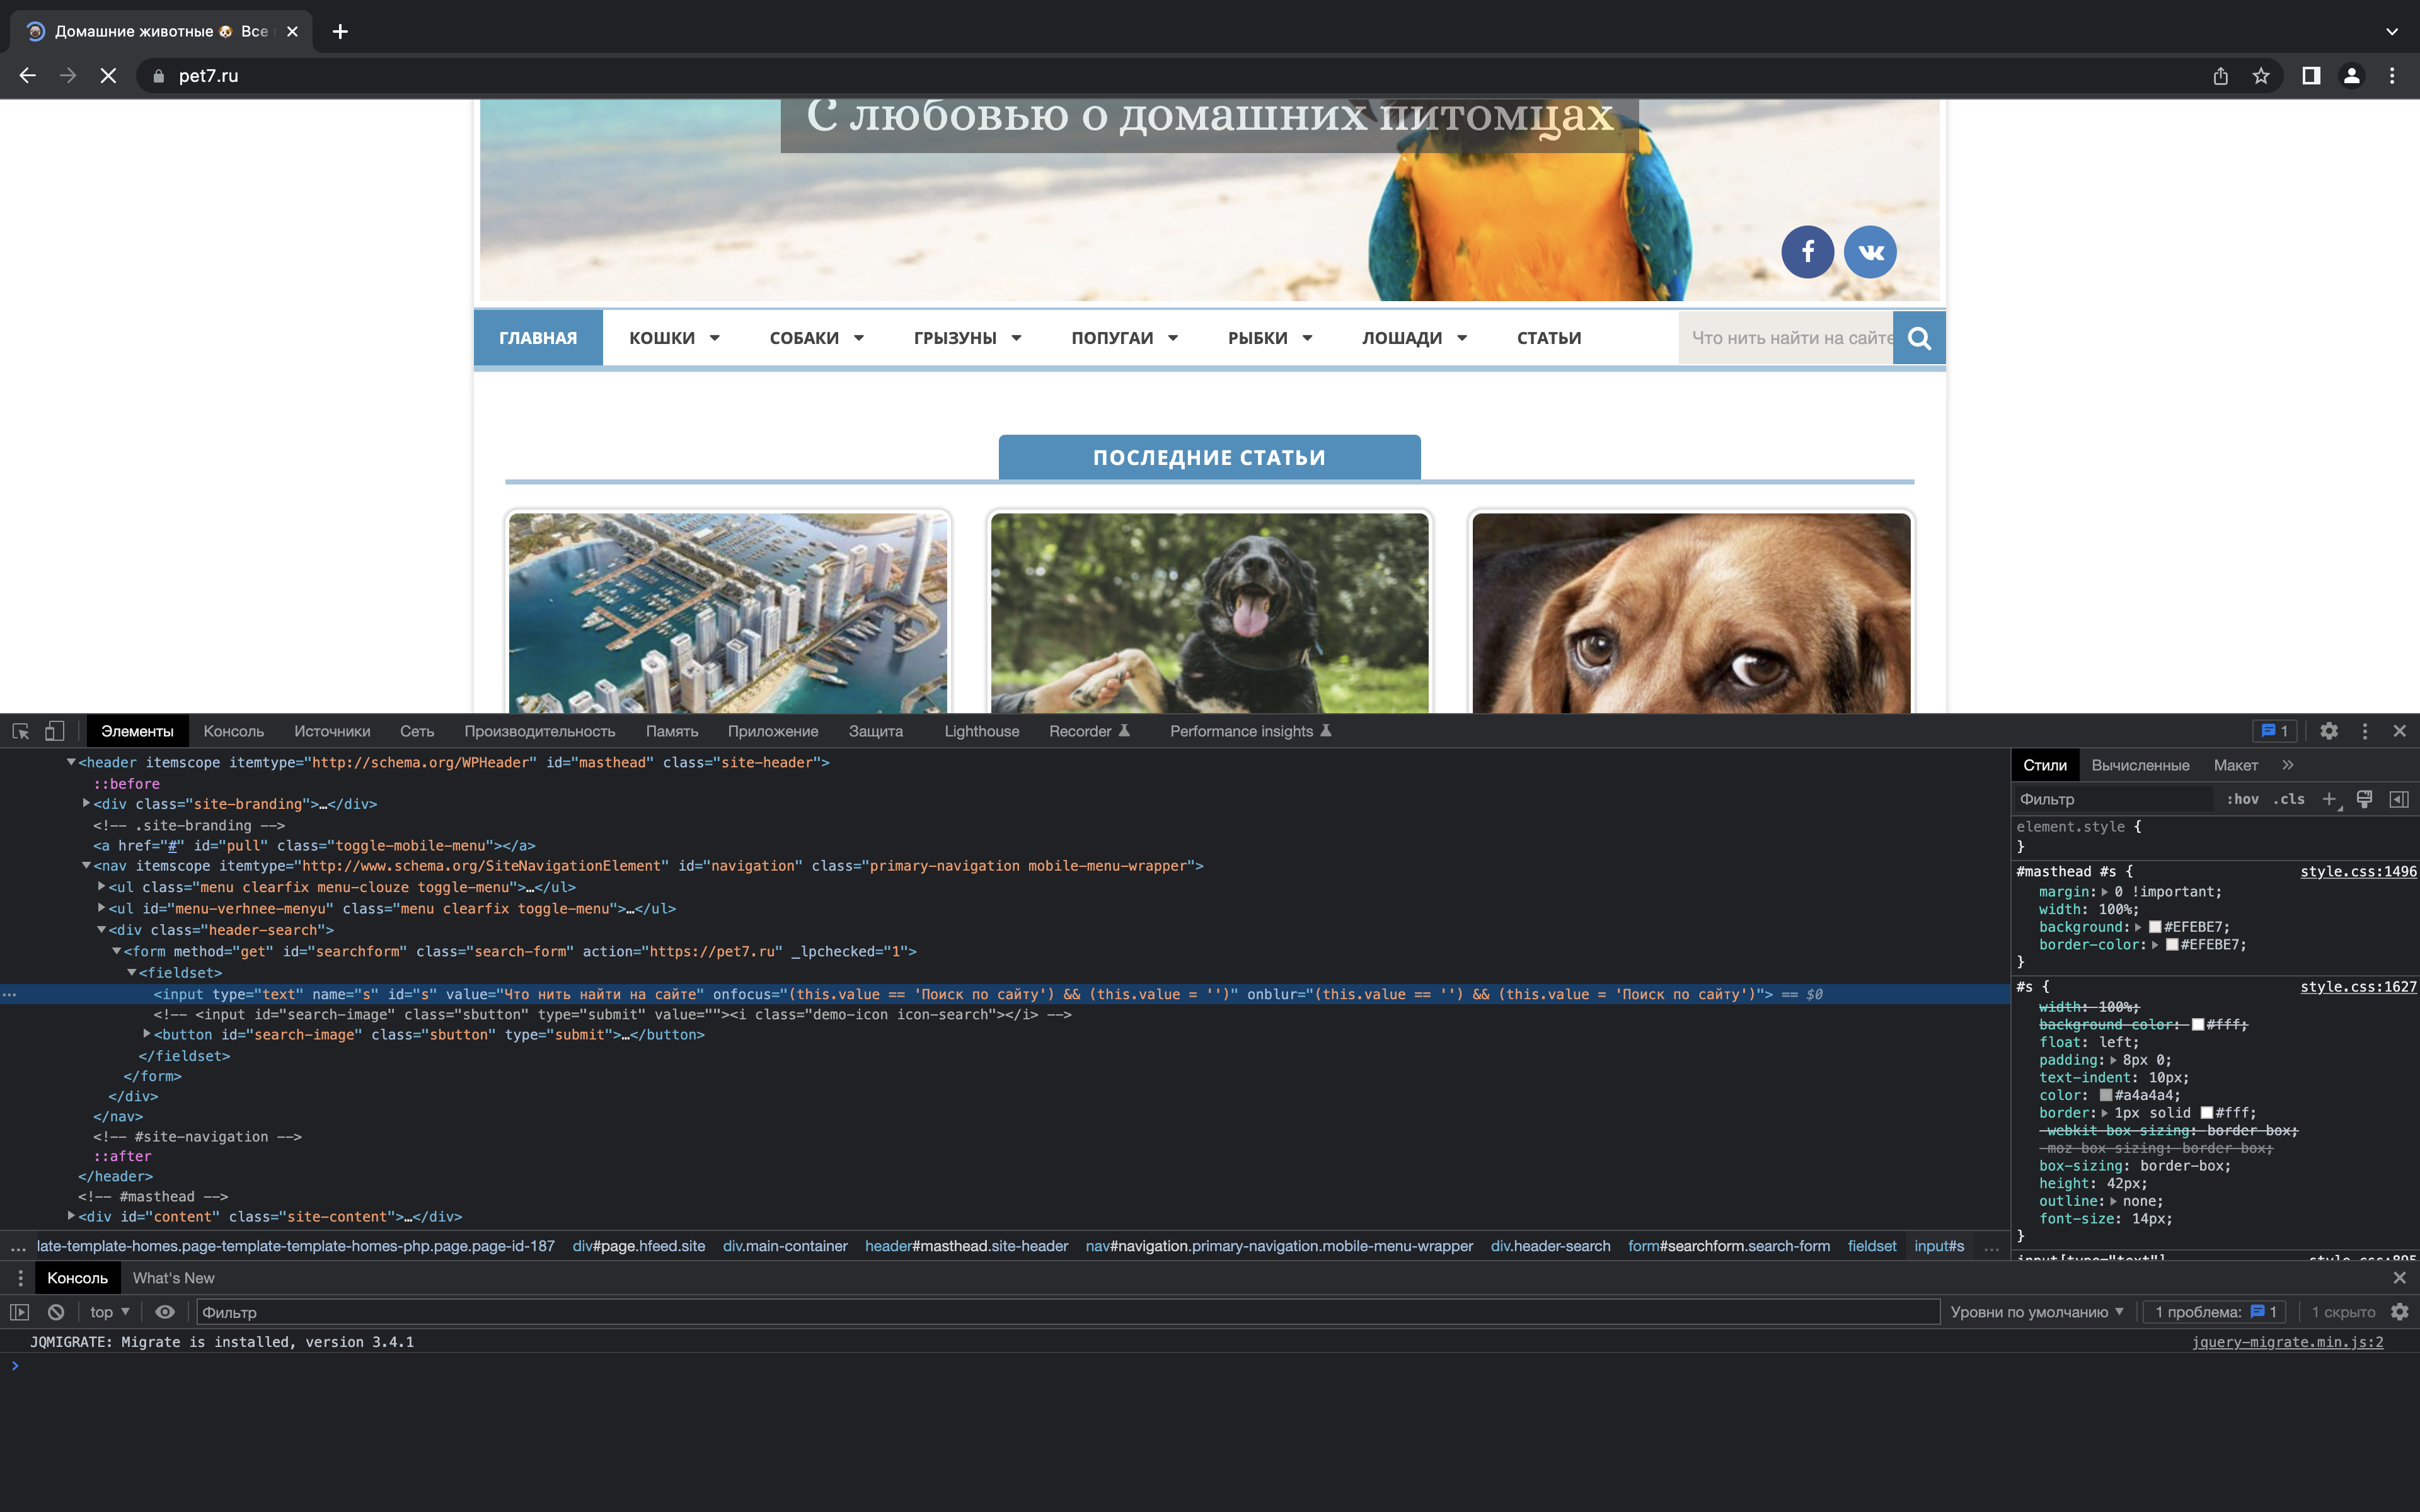 Домашние животные 🐶 Все
pet7.ru
С любовью о домашних питомцах
ГЛАВНАЯ КОШКИ СОБАКИ ГРЫЗУНЫ ПОПУГАИ РЫБКИ ЛОШАДИ СТАТЬИ Что нить найти на сайте
ПОСЛЕДНИЕ СТАТЬИ
Элементы Консоль Источники Сеть Производительность Память Приложение Защита Lighthouse Recorder Performance insights 1
<header itemscope itemtype="http://schema.org/WPHeader" id="masthead" class="site-header">
::before
<div class="site-branding">…</div>
<!-- .site-branding -->
<a href="#" id="pull" class="toggle-mobile-menu"></a>
<nav itemscope itemtype="http://www.schema.org/SiteNavigationElement" id="navigation" class="primary-navigation mobile-menu-wrapper">
<ul class="menu clearfix menu-clouze toggle-menu">…</ul>
<ul id="menu-verhnee-menyu" class="menu clearfix toggle-menu">…</ul>
<div class="header-search">
<form method="get" id="searchform" class="search-form" action="https://pet7.ru" _lpchecked="1">
<fieldset>
<input type="text" name="s" id="s" value="Что нить найти на сайте" onfocus="(this.value == 'Поиск по сайту') && (this.value = '')" onblur="(this.value == '') && (this.value = 'Поиск по сайту')"> == $0
<!-- <input id="search-image" class="sbutton" type="submit" value=""><i class="demo-icon icon-search"></i> -->
<button id="search-image" class="sbutton" type="submit">…</button>
</fieldset>
</form>
</div>
</nav>
<!-- #site-navigation -->
::after
</header>
<!-- #masthead -->
<div id="content" class="site-content">…</div>
... late-template-homes.page-template-template-homes-php.page.page-id-187 div#page.hfeed.site div.main-container header#masthead.site-header nav#navigation.primary-navigation.mobile-menu-wrapper div.header-search form#searchform.search-form fieldset input#s ...
Стили Вычисленные Макет »
Фильтр :hov .cls +
element.style {
}
#masthead #s { style.css:1496
margin: 0 !important;
width: 100%;
background: #EFEBE7;
border-color: #EFEBE7;
}
#s { style.css:1627
width: 100%;
background-color: #fff;
float: left;
padding: 8px 0;
text-indent: 10px;
color: #a4a4a4;
border: 1px solid #fff;
-webkit-box-sizing: border-box;
-moz-box-sizing: border-box;
box-sizing: border-box;
height: 42px;
outline: none;
font-size: 14px;
}
input[type="text"], style.css:895
Консоль What's New
top Фильтр Уровни по умолчанию 1 проблема: 1 1 скрыто
JQMIGRATE: Migrate is installed, version 3.4.1 jquery-migrate.min.js:2